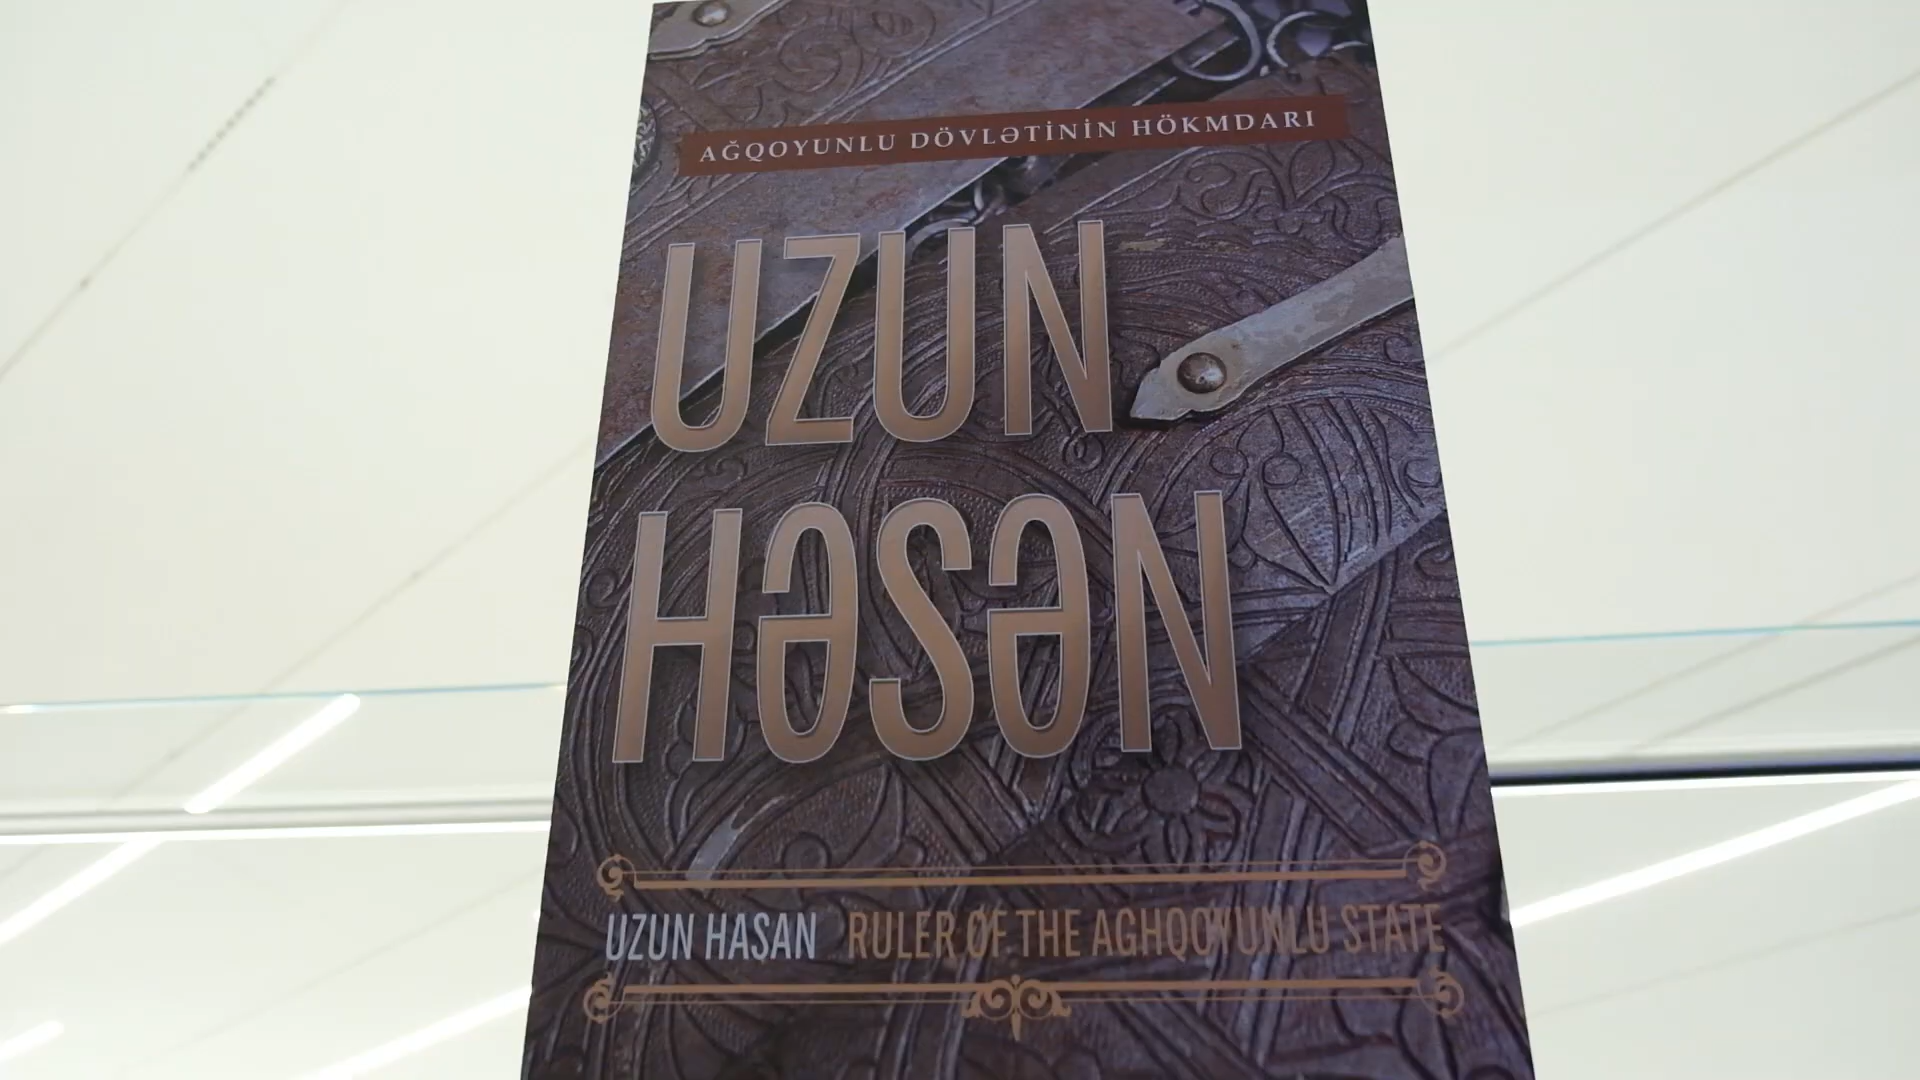 AĞQOYUNLU DÖVLƏTİNİN HÖKMDARI
UZUN
HƏSƏN
UZUN HASAN RULER OF THE AGHQOYUNLU STATE